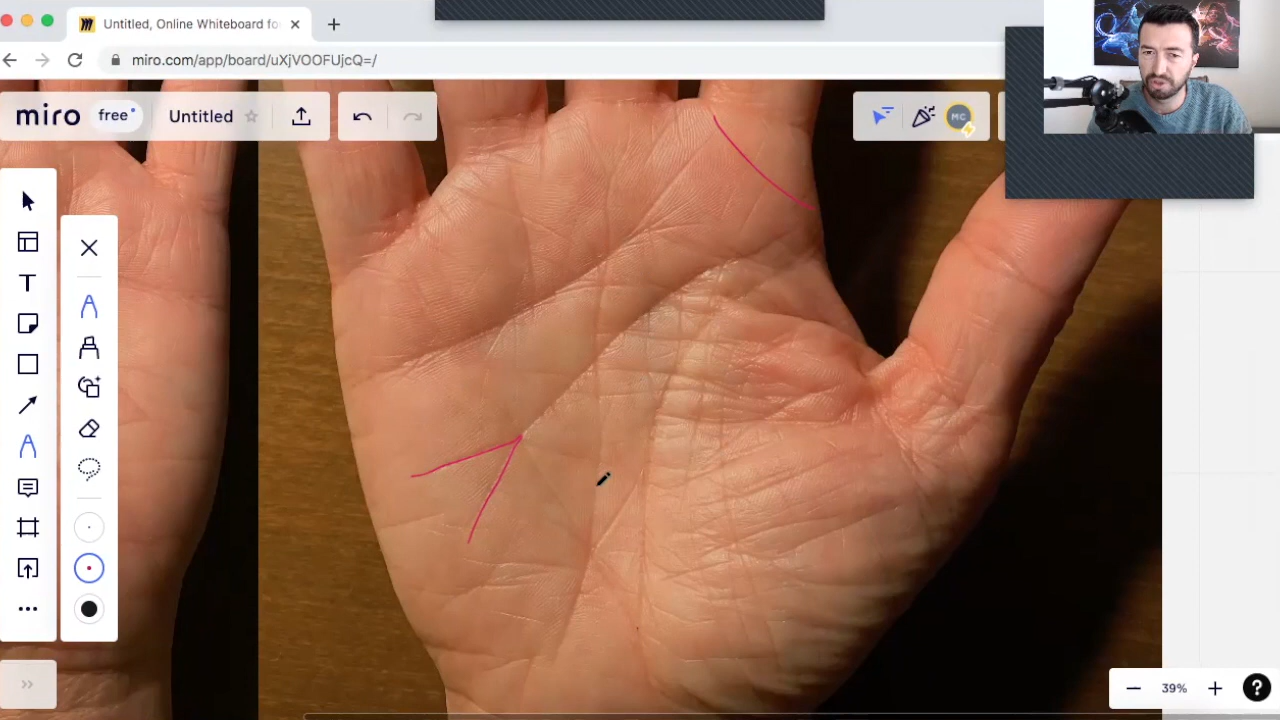 Untitled, Online Whiteboard fo
miro.com/app/board/uXjVOOFUjcQ=/
miro free Untitled
MC
T
39%
?